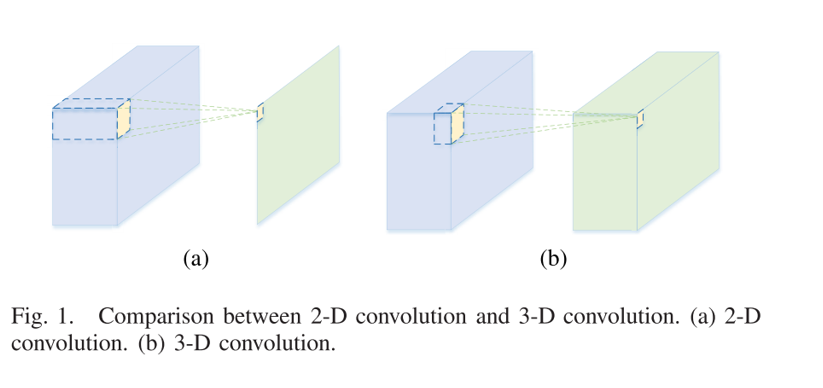 (a)
(b)
Fig. 1. Comparison between 2-D convolution and 3-D convolution. (a) 2-D
convolution. (b) 3-D convolution.